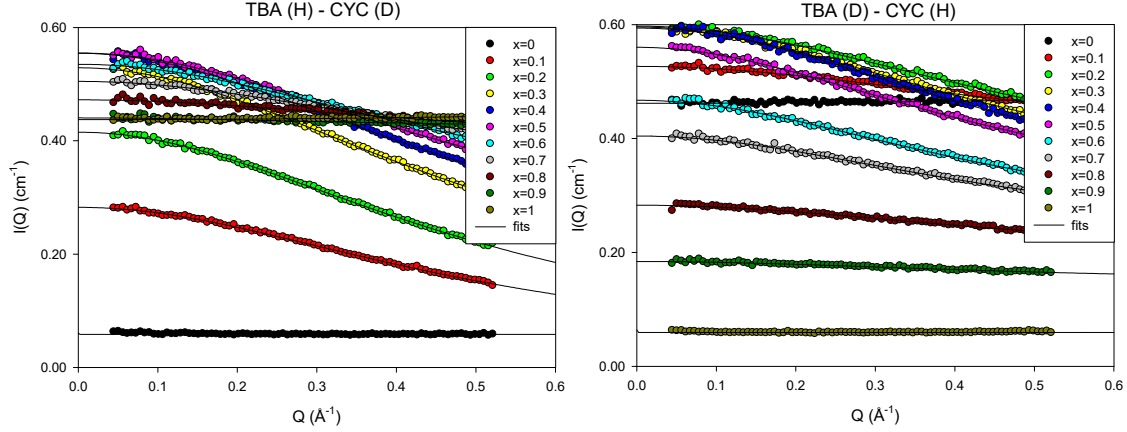 TBA (H) - CYC (D)
I(Q) (cm-1)
0.60
0.40
0.20
0.00
0.0 0.1 0.2 0.3 0.4 0.5 0.6
Q (Å-1)
x=0
x=0.1
x=0.2
x=0.3
x=0.4
x=0.5
x=0.6
x=0.7
x=0.8
x=0.9
x=1
fits
TBA (D) - CYC (H)
I(Q) (cm-1)
0.60
0.40
0.20
0.00
0.0 0.1 0.2 0.3 0.4 0.5 0.6
Q (Å-1)
x=0
x=0.1
x=0.2
x=0.3
x=0.4
x=0.5
x=0.6
x=0.7
x=0.8
x=0.9
x=1
fits